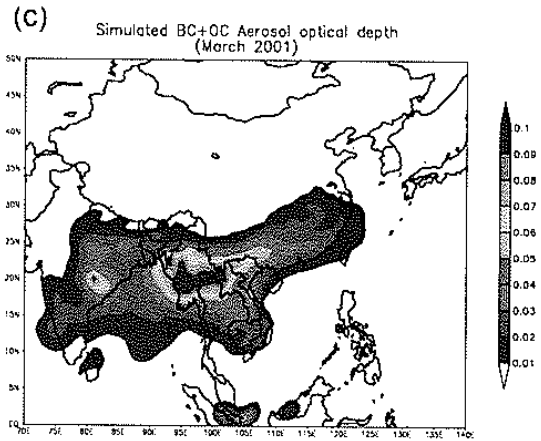 (c)
Simulated BC+OC Aerosol optical depth
(March 2001)
50N
45N
40N
35N
30N
25N
20N
15N
10N
5N
EQ
70E 75E 80E 85E 90E 95E 100E 105E 110E 115E 120E 125E 130E 135E 140E
0.1
0.09
0.08
0.07
0.06
0.05
0.04
0.03
0.02
0.01